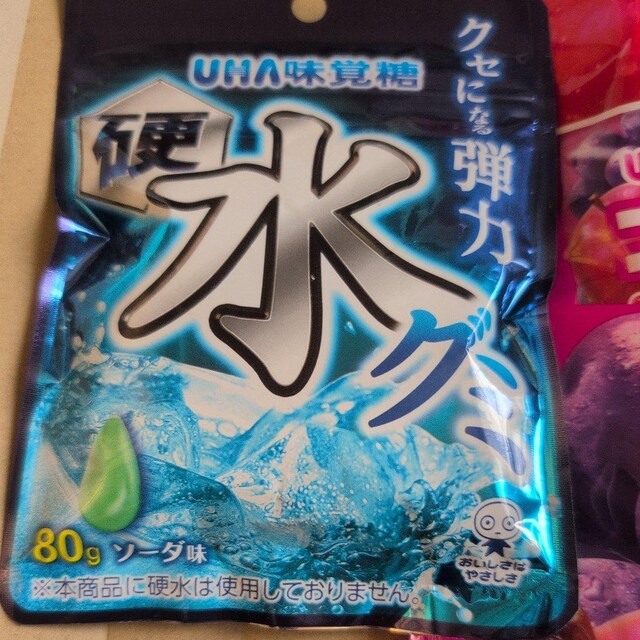 UHA味覚糖
クセになる弾力
硬
水
グミ
80g ソーダ味
おいしさは
やさしさ
※本商品に硬水は使用しておりません。